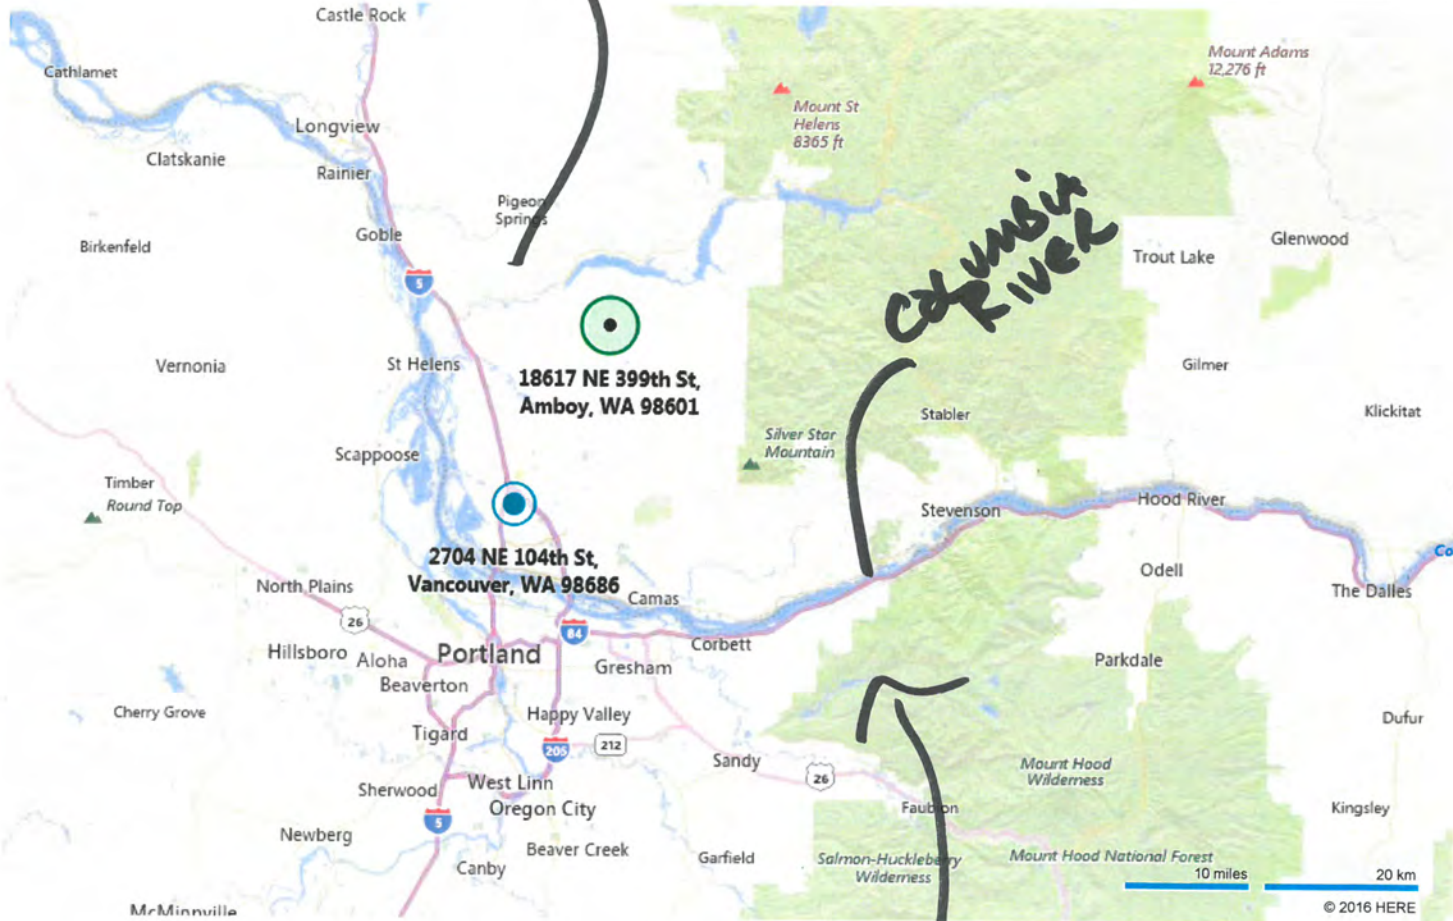 Castle Rock
Cathlamet
Mount Adams
12,276 ft
Mount St
Helens
8365 ft
Longview
Clatskanie
Rainier
Pigeon
Springs
COLUMBIA
RIVER
Birkenfeld
Goble
Glenwood
Trout Lake
5
Vernonia
St Helens
18617 NE 399th St,
Amboy, WA 98601
Gilmer
Stabler
Klickitat
Silver Star
Mountain
Scappoose
Timber
Round Top
Stevenson
Hood River
2704 NE 104th St,
Vancouver, WA 98686
Co
North Plains
Camas
Odell
The Dalles
26
84
Hillsboro
Aloha
Portland
Gresham
Corbett
Beaverton
Parkdale
Cherry Grove
Happy Valley
Dufur
Tigard
205
212
Sandy
26
Mount Hood
Wilderness
Sherwood
West Linn
Oregon City
Faubion
Kingsley
5
Newberg
Beaver Creek
Canby
Garfield
Salmon-Huckleberry
Wilderness
Mount Hood National Forest
10 miles
20 km
McMinnville
© 2016 HERE